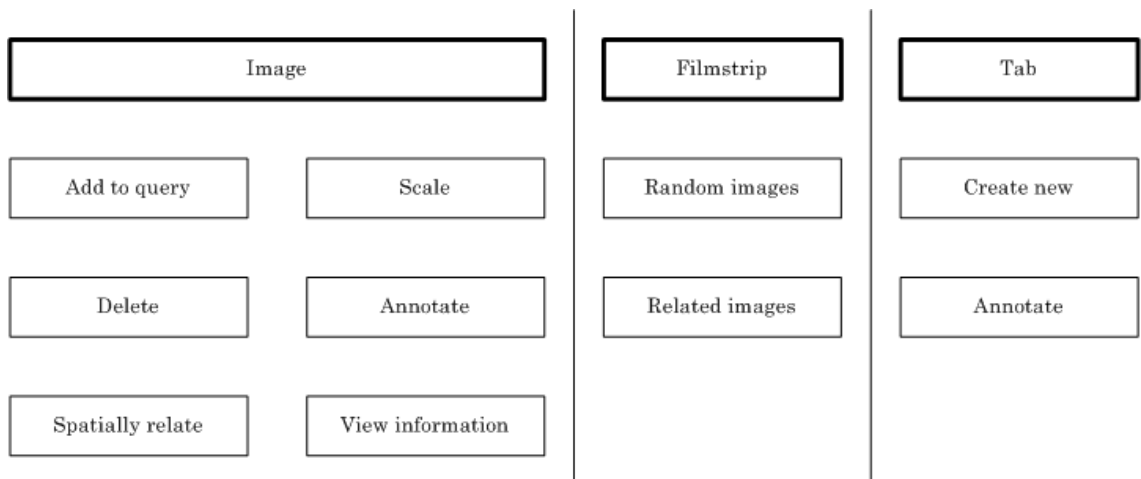 Image
Filmstrip
Tab
Add to query
Scale
Random images
Create new
Delete
Annotate
Related images
Annotate
Spatially relate
View information